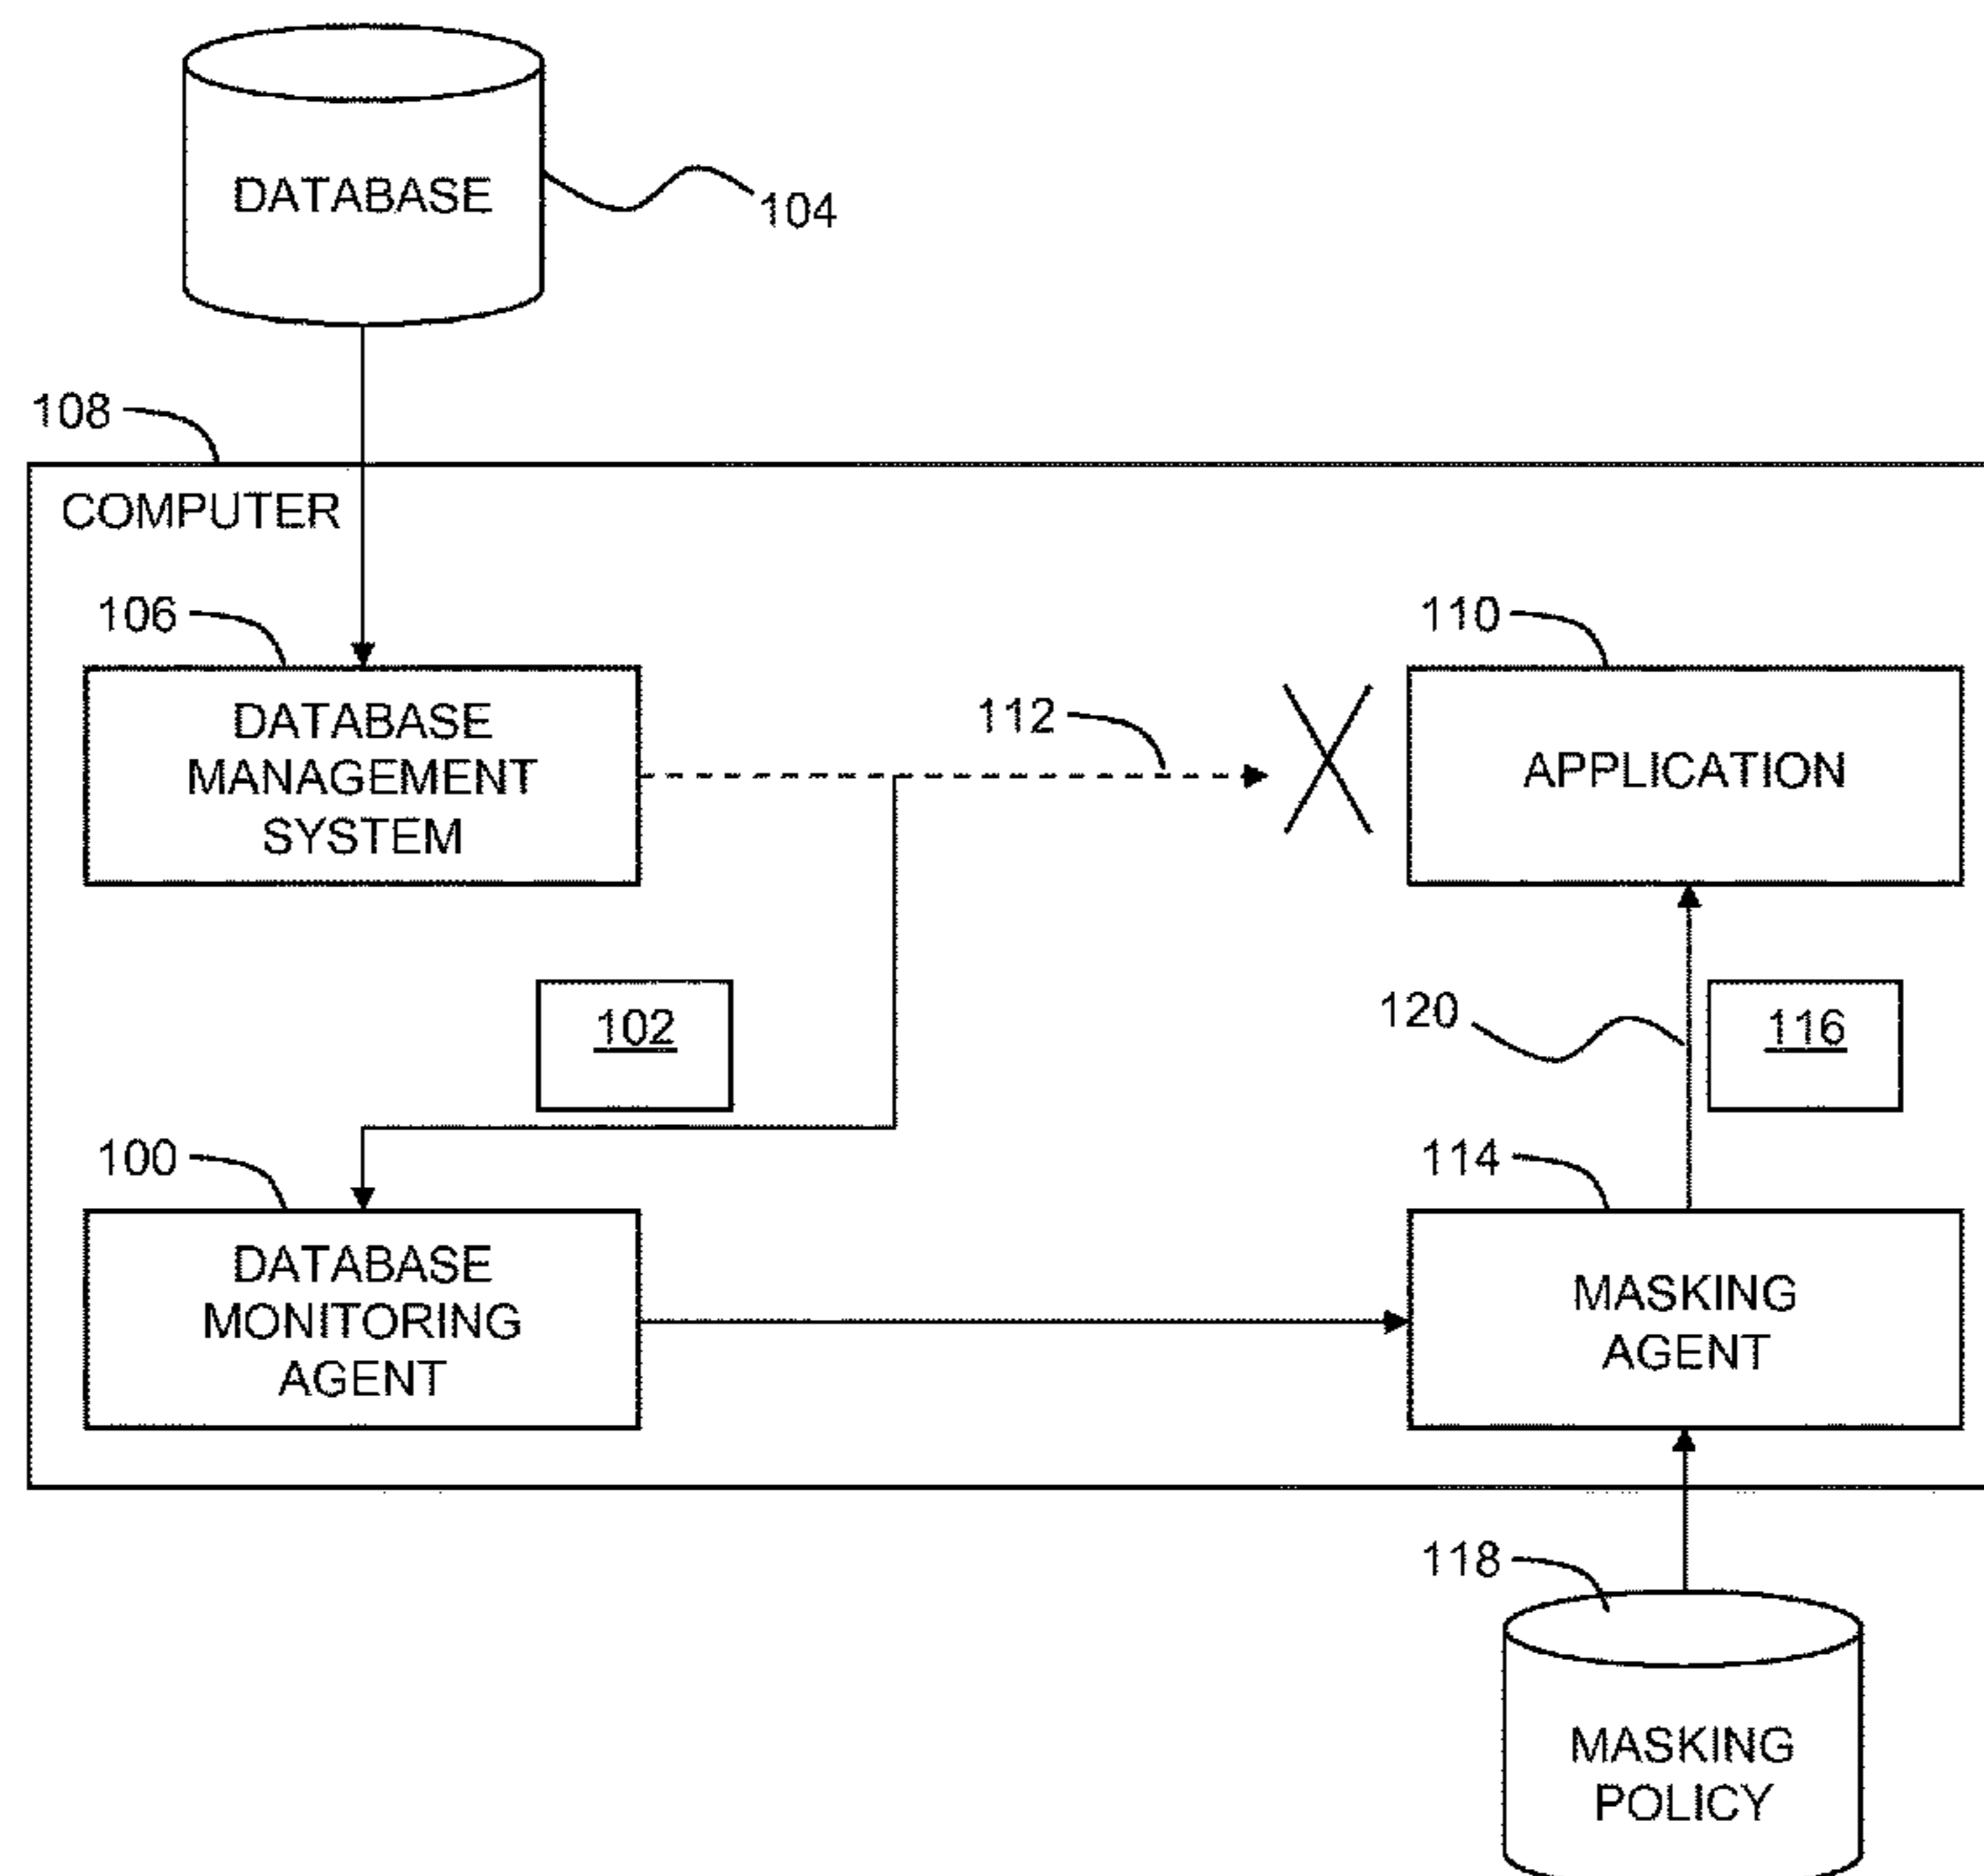 DATABASE
104
108
COMPUTER
106
110
112
DATABASE
MANAGEMENT
SYSTEM
APPLICATION
102
120
116
100
114
DATABASE
MONITORING
AGENT
MASKING
AGENT
118
MASKING
POLICY